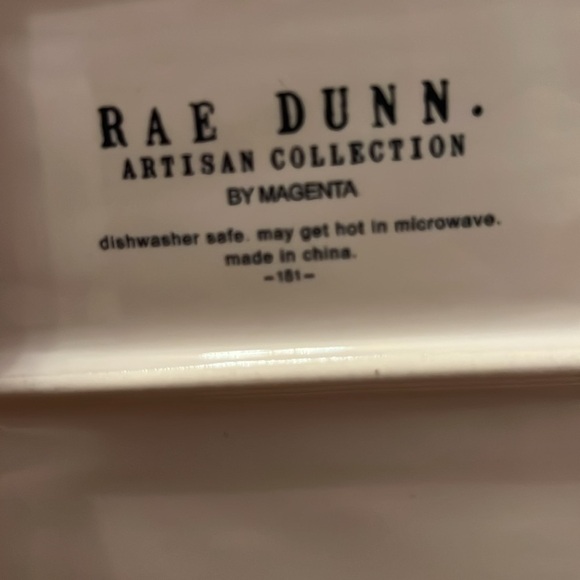 RAE DUNN.
ARTISAN COLLECTION
BY MAGENTA
dishwasher safe. may get hot in microwave.
made in china.
-181-